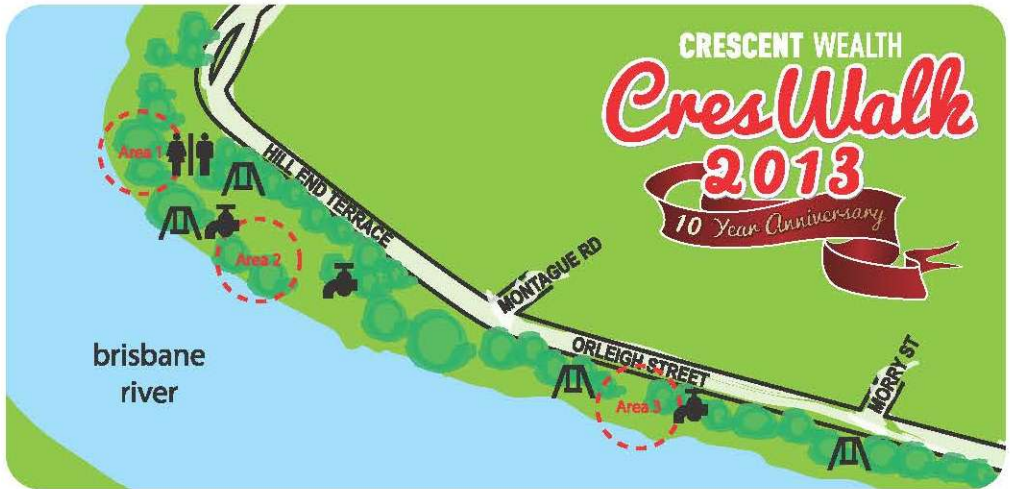 CRESCENT WEALTH
CresWalk
2013
10 Year Anniversary
Area 1
HILL END TERRACE
Area 2
MONTAGUE RD
brisbane
river
ORLEIGH STREET
MORRY ST
Area 3